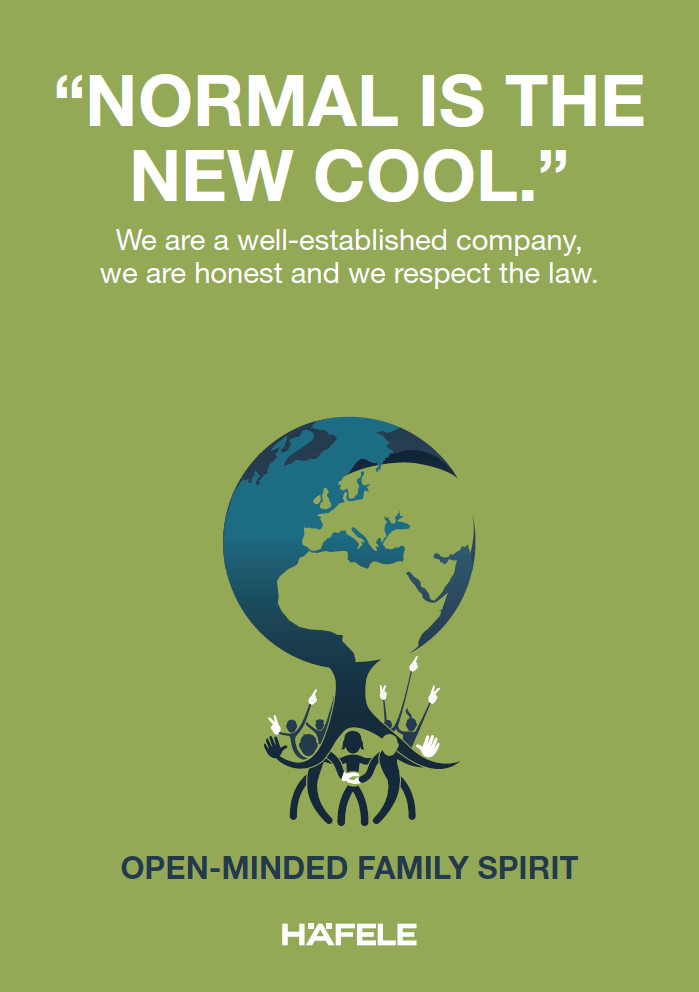 “NORMAL IS THE
NEW COOL.”
We are a well-established company,
we are honest and we respect the law.
OPEN-MINDED FAMILY SPIRIT
HÄFELE